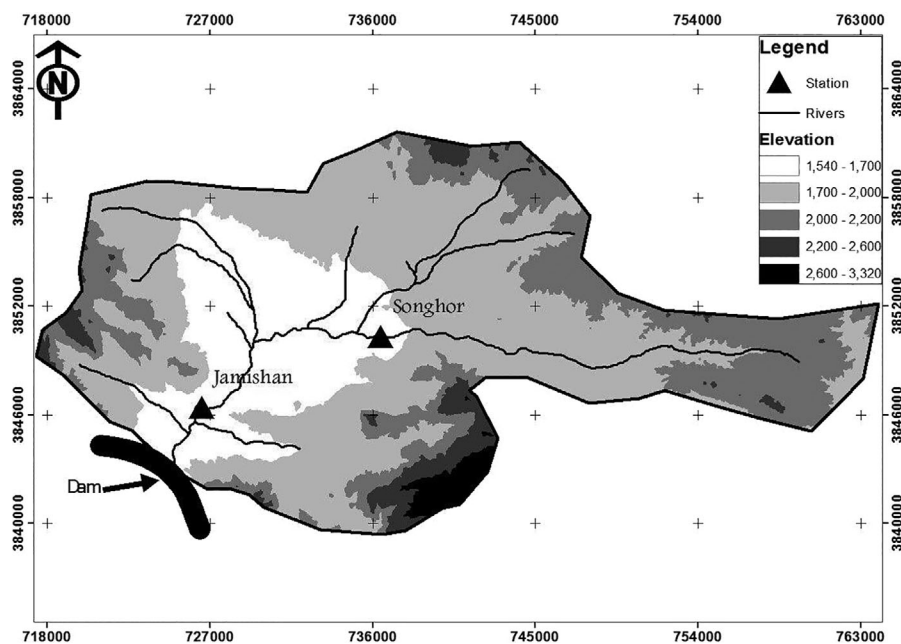 718000 727000 736000 745000 754000 763000
N
Legend
Station
Rivers
Elevation
1,540 - 1,700
1,700 - 2,000
2,000 - 2,200
2,200 - 2,600
2,600 - 3,320
3864000
3858000
3852000
3846000
3840000
3864000
3858000
3852000
3846000
3840000
Songhor
Jamishan
Dam
718000 727000 736000 745000 754000 763000